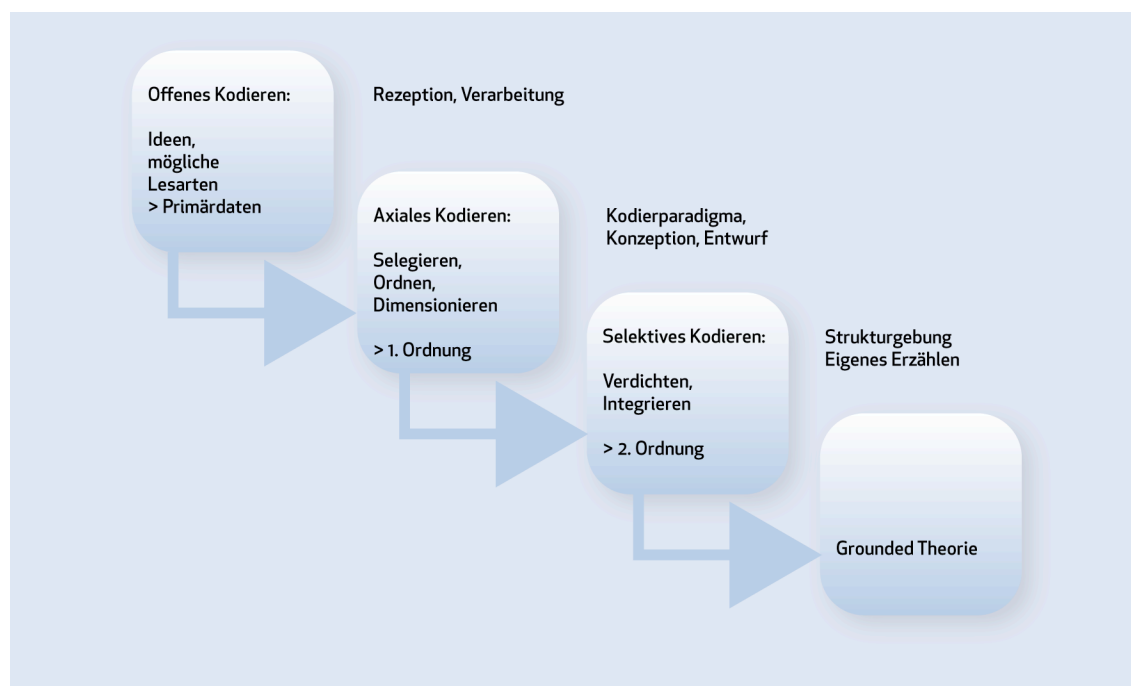 Offenes Kodieren:
Ideen,
mögliche
Lesarten
> Primärdaten
Rezeption, Verarbeitung
Axiales Kodieren:
Selegieren,
Ordnen,
Dimensionieren
> 1. Ordnung
Kodierparadigma,
Konzeption, Entwurf
Selektives Kodieren:
Verdichten,
Integrieren
> 2. Ordnung
Strukturgebung
Eigenes Erzählen
Grounded Theorie